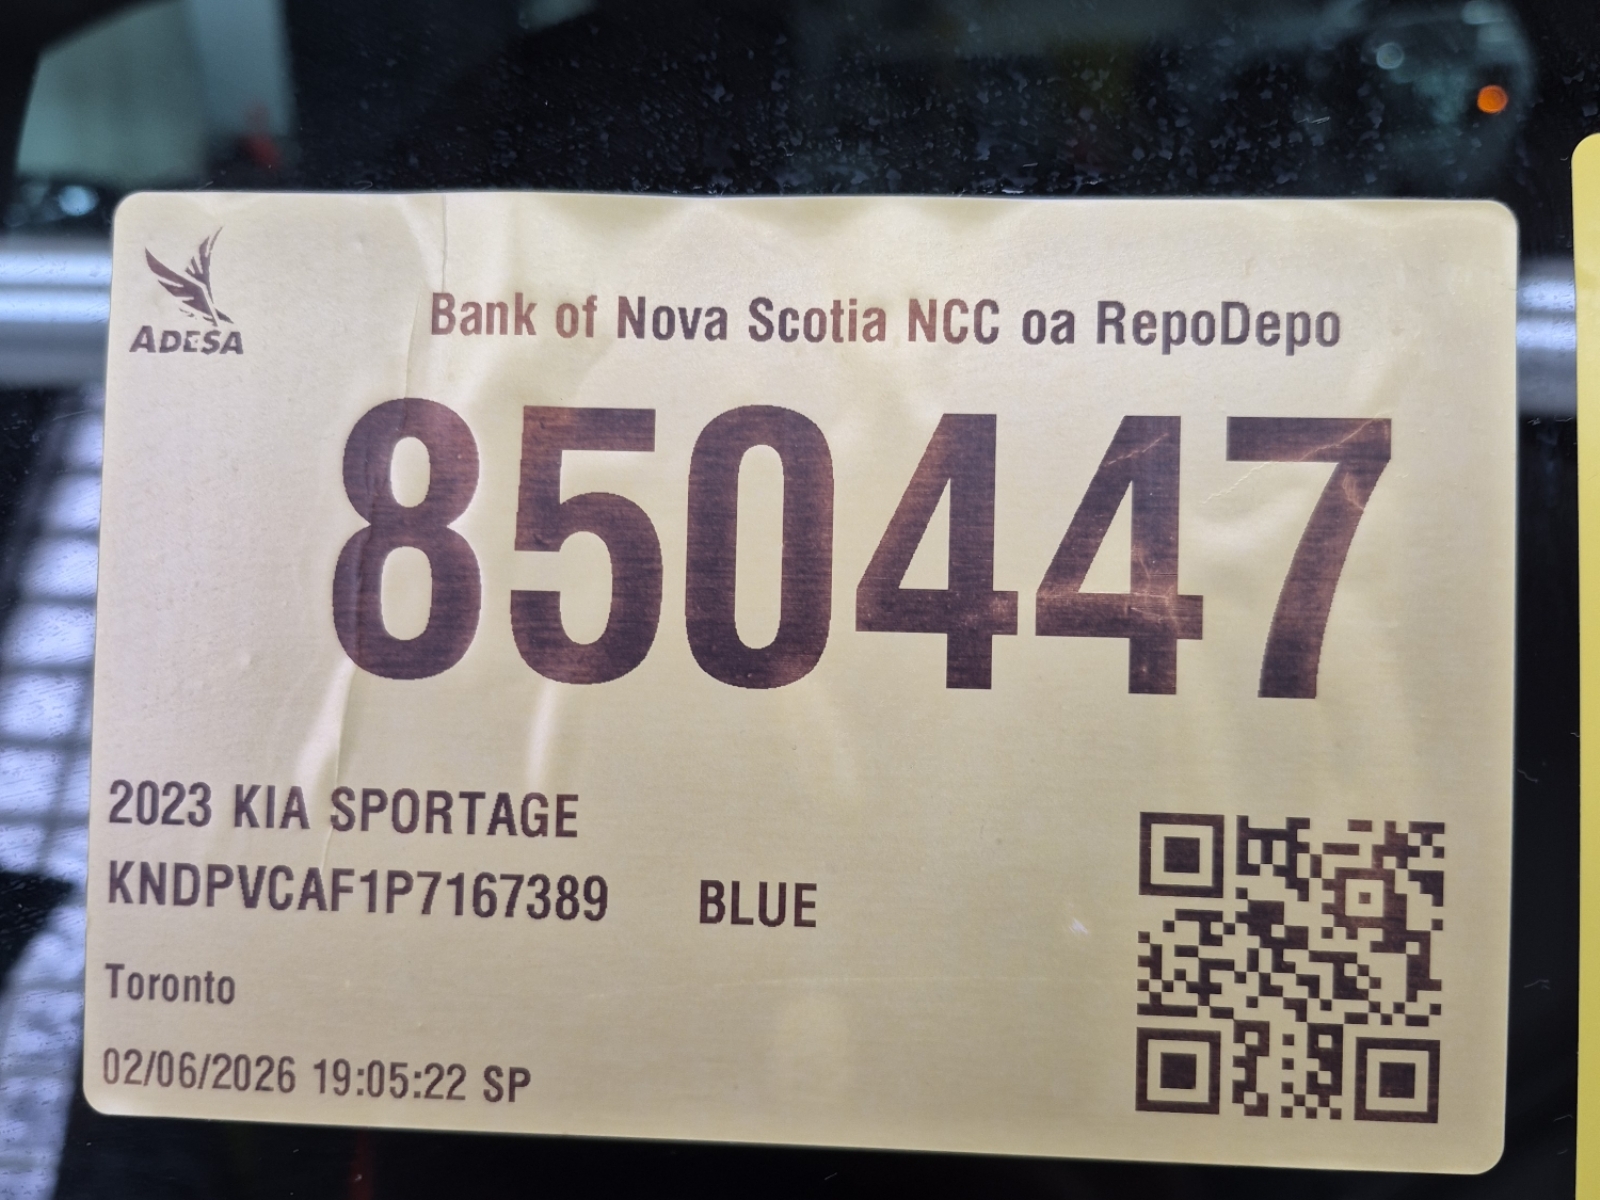 ADESA
Bank of Nova Scotia NCC oa RepoDepo
850447
2023 KIA SPORTAGE
KNDPVCAF1P7167389 BLUE
Toronto
02/06/2026 19:05:22 SP